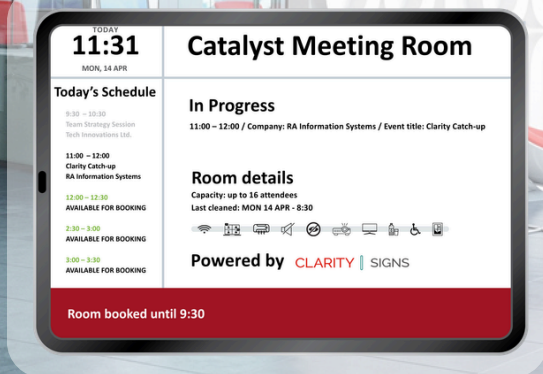 TODAY
11:31
MON, 14 APR
Catalyst Meeting Room
Today's Schedule
9:30 – 10:30
Team Strategy Session
Tech Innovations Ltd.
11:00 – 12:00
Clarity Catch-up
RA Information Systems
12:00 – 12:30
AVAILABLE FOR BOOKING
2:30 – 3:00
AVAILABLE FOR BOOKING
3:00 – 3:30
AVAILABLE FOR BOOKING
In Progress
11:00 – 12:00 / Company: RA Information Systems / Event title: Clarity Catch-up
Room details
Capacity: up to 16 attendees
Last cleaned: MON 14 APR - 8:30
Powered by CLARITY | SIGNS
Room booked until 9:30